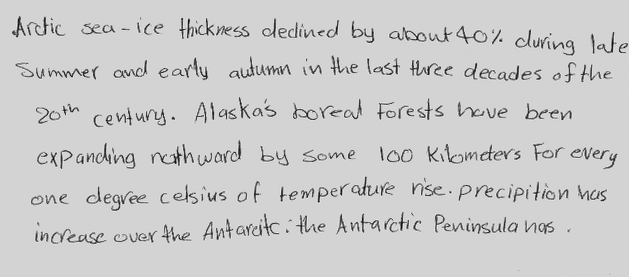 Arctic sea-ice thickness declined by about 40% during late
Summer and early autumn in the last three decades of the
20th century. Alaska's boreal Forests have been
expanding northward by some 100 kilometers For every
one degree celsius of temperature rise. precipition has
increase over the Antarcitc: the Antarctic Peninsula has.